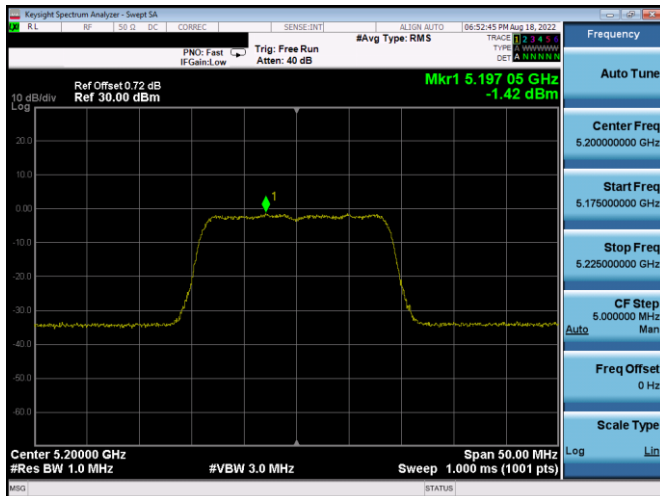 Keysight Spectrum Analyzer - Swept SA
RL RF 50 Ω DC CORREC SENSE:INT ALIGN AUTO 06:52:45 PM Aug 18, 2022
#Avg Type: RMS
TRACE 1 2 3 4 5 6
TYPE A WWWWW
DET A N N N N N
PNO: Fast
IFGain:Low
Trig: Free Run
Atten: 40 dB
Mkr1 5.197 05 GHz
-1.42 dBm
Ref Offset 0.72 dB
Ref 30.00 dBm
10 dB/div
Log
20.0
10.0
0.00
-10.0
-20.0
-30.0
-40.0
-50.0
-60.0
1
Center 5.20000 GHz
Span 50.00 MHz
#Res BW 1.0 MHz
#VBW 3.0 MHz
Sweep 1.000 ms (1001 pts)
MSG
STATUS
Frequency
Auto Tune
Center Freq
5.200000000 GHz
Start Freq
5.175000000 GHz
Stop Freq
5.225000000 GHz
CF Step
5.000000 MHz
Auto Man
Freq Offset
0 Hz
Scale Type
Log Lin